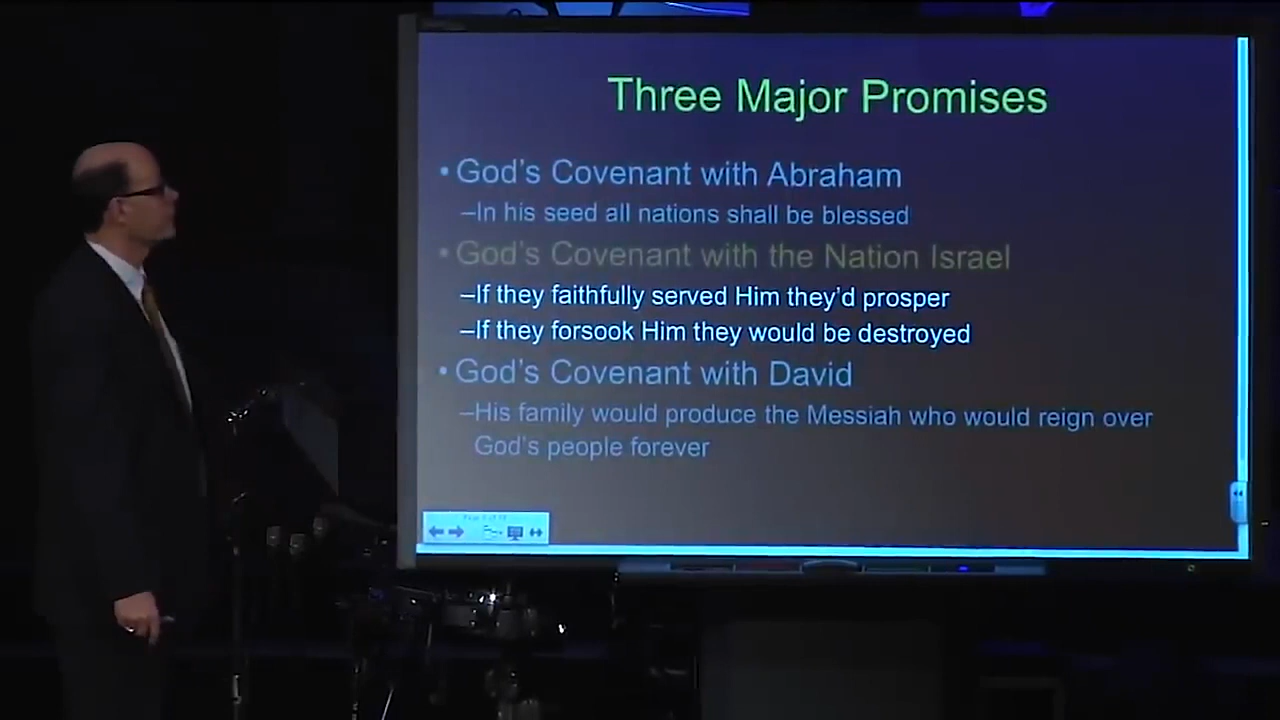 Three Major Promises
• God's Covenant with Abraham
–In his seed all nations shall be blessed
• God's Covenant with the Nation Israel
–If they faithfully served Him they'd prosper
–If they forsook Him they would be destroyed
• God's Covenant with David
–His family would produce the Messiah who would reign over
God's people forever